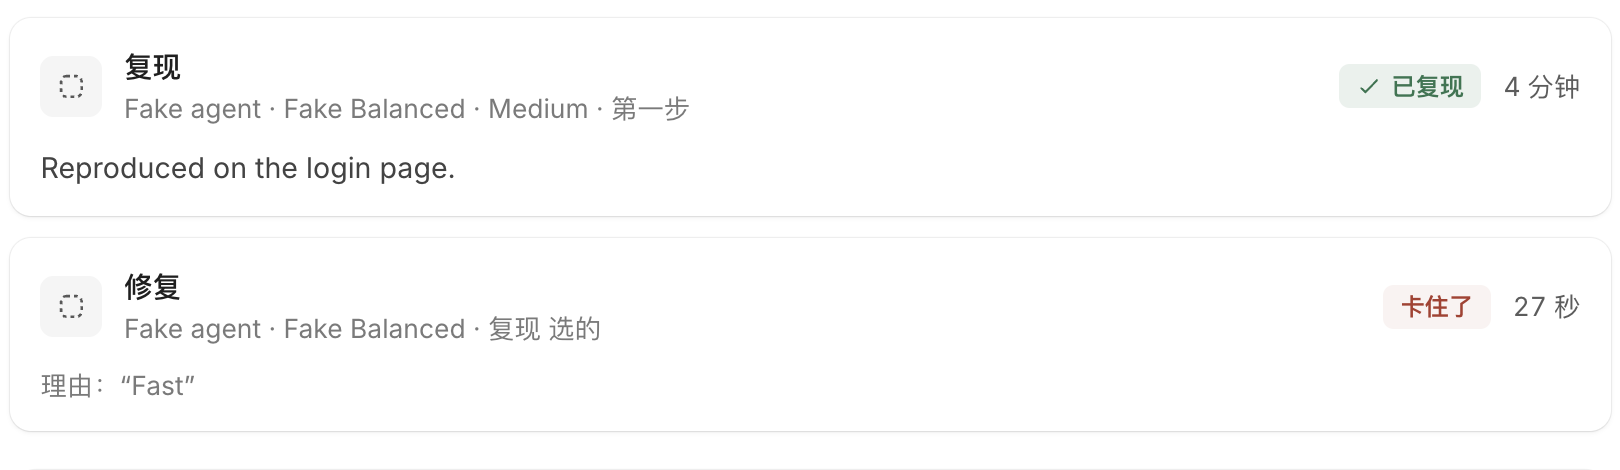 复现
Fake agent · Fake Balanced · Medium · 第一步
已复现
4 分钟
Reproduced on the login page.
修复
Fake agent · Fake Balanced · 复现 选的
卡住了
27 秒
理由：“Fast”